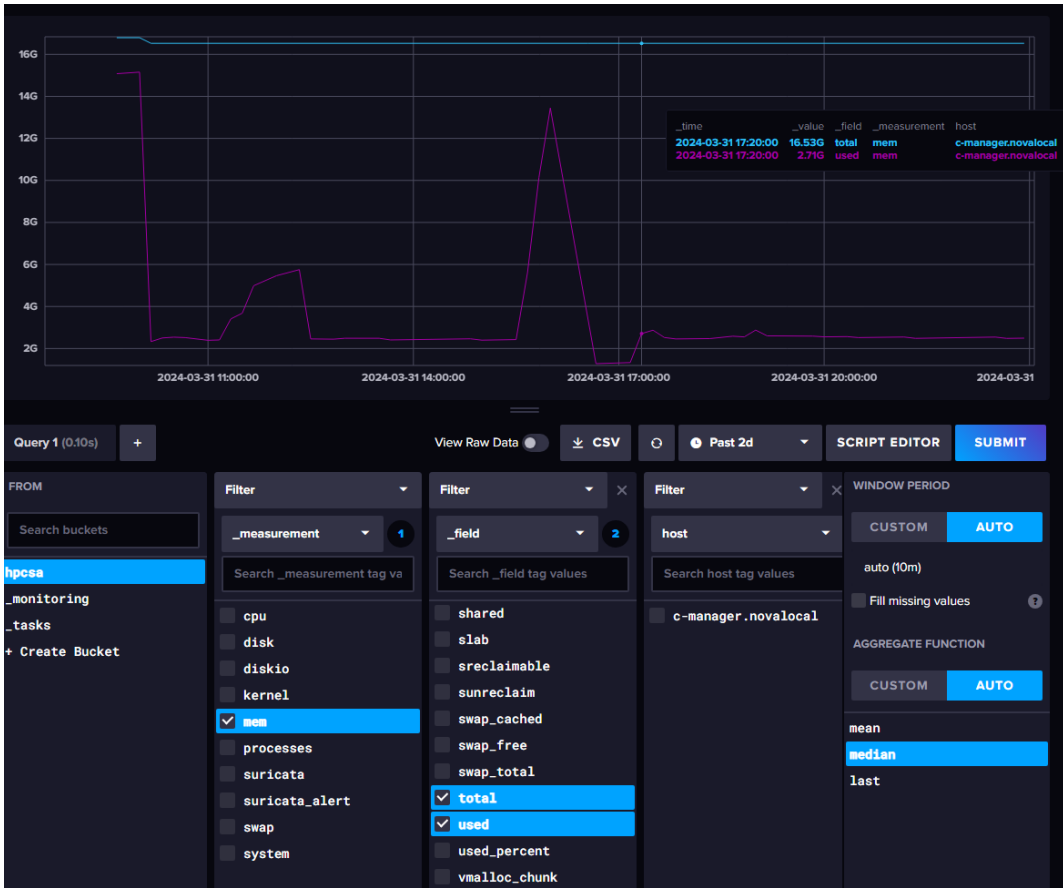 16G
14G
12G
10G
8G
6G
4G
2G
_time _value _field _measurement host
2024-03-31 17:20:00 16.53G total mem c-manager.novalocal
2024-03-31 17:20:00 2.71G used mem c-manager.novalocal
2024-03-31 11:00:00 2024-03-31 14:00:00 2024-03-31 17:00:00 2024-03-31 20:00:00 2024-03-31
Query 1 (0.10s) + View Raw Data CSV Past 2d SCRIPT EDITOR SUBMIT
FROM
Search buckets
hpcsa
_monitoring
_tasks
+ Create Bucket
Filter
_measurement 1
Search _measurement tag va
cpu
disk
diskio
kernel
mem
processes
suricata
suricata_alert
swap
system
Filter
_field 2
Search _field tag values
shared
slab
sreclaimable
sunreclaim
swap_cached
swap_free
swap_total
total
used
used_percent
vmalloc_chunk
Filter
host
Search host tag values
c-manager.novalocal
WINDOW PERIOD
CUSTOM AUTO
auto (10m)
Fill missing values ?
AGGREGATE FUNCTION
CUSTOM AUTO
mean
median
last